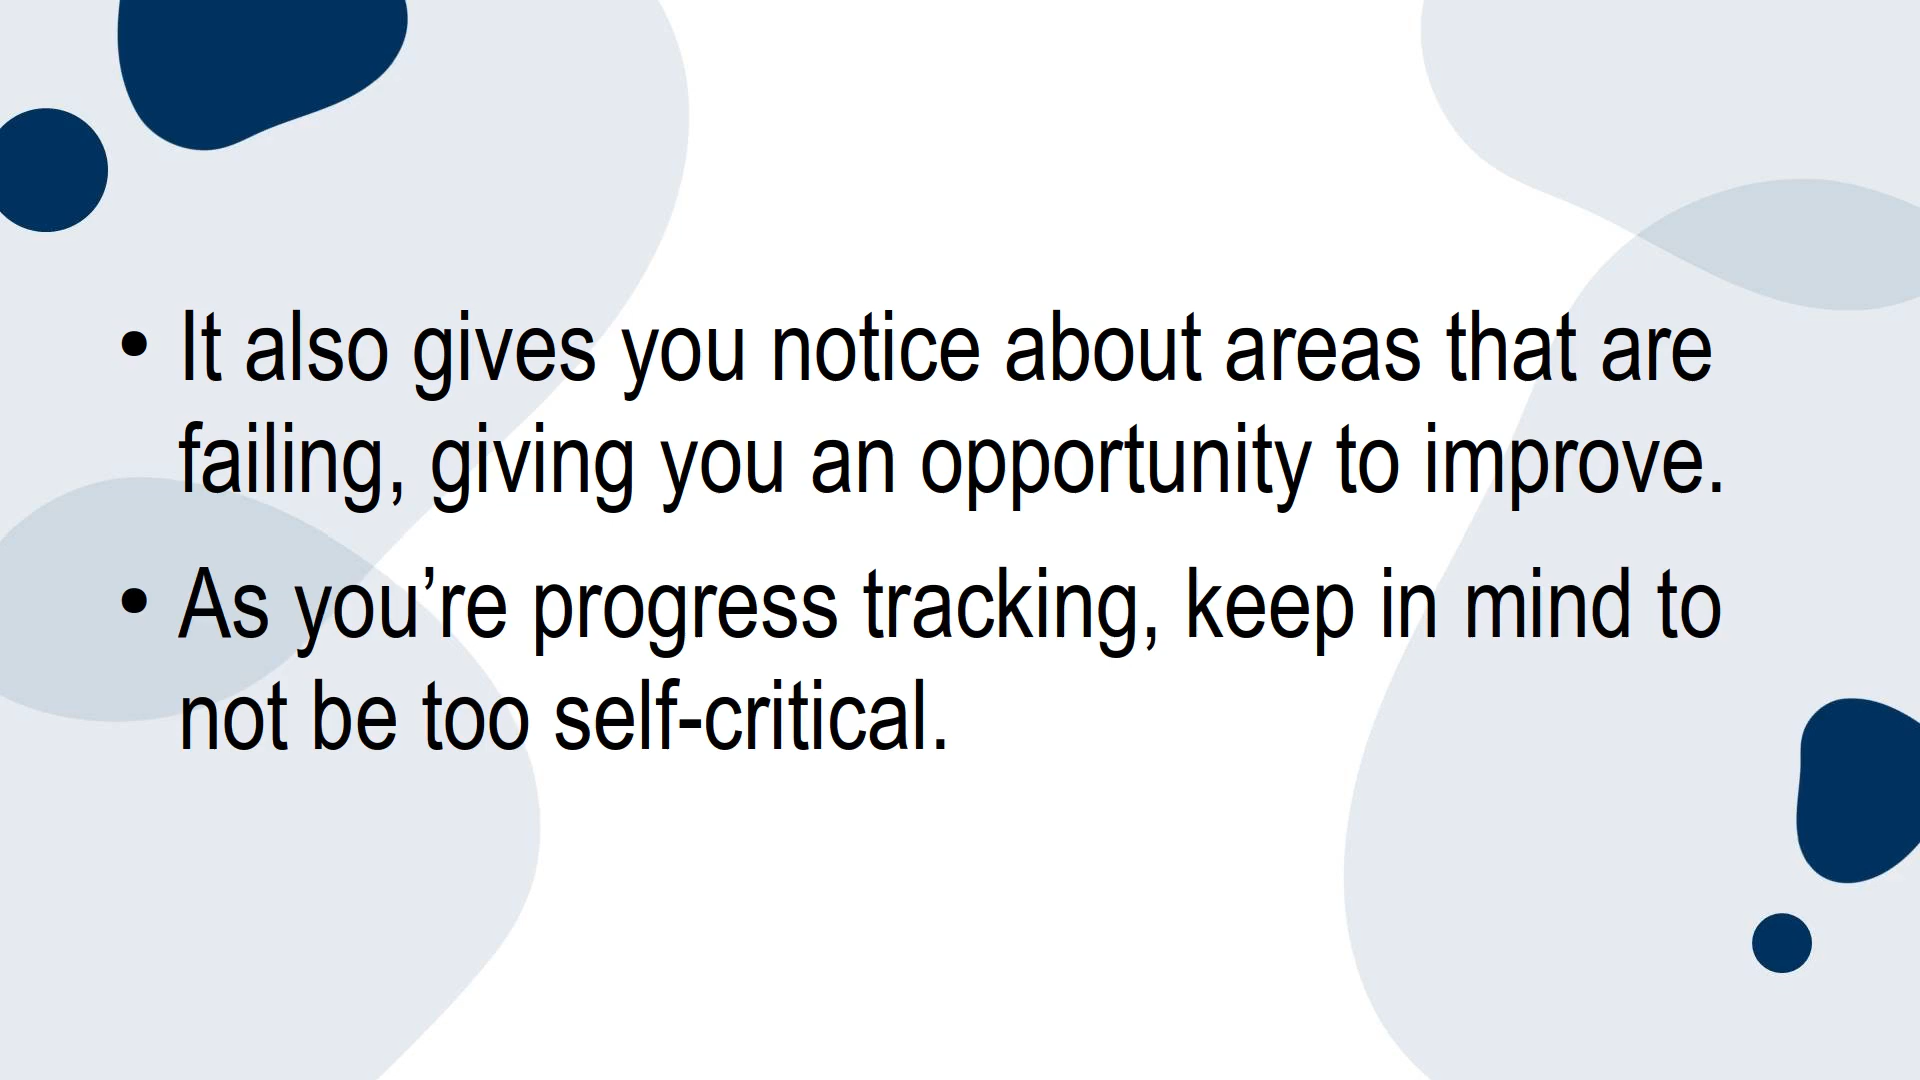 • It also gives you notice about areas that are
failing, giving you an opportunity to improve.
• As you’re progress tracking, keep in mind to
not be too self-critical.